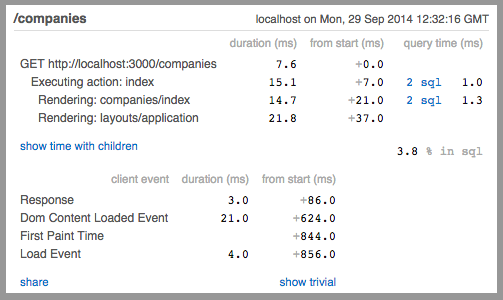 /companies localhost on Mon, 29 Sep 2014 12:32:16 GMT
duration (ms) from start (ms) query time (ms)
GET http://localhost:3000/companies 7.6 +0.0
Executing action: index 15.1 +7.0 2 sql 1.0
Rendering: companies/index 14.7 +21.0 2 sql 1.3
Rendering: layouts/application 21.8 +37.0
show time with children
3.8 % in sql
client event duration (ms) from start (ms)
Response 3.0 +86.0
Dom Content Loaded Event 21.0 +624.0
First Paint Time +844.0
Load Event 4.0 +856.0
share show trivial